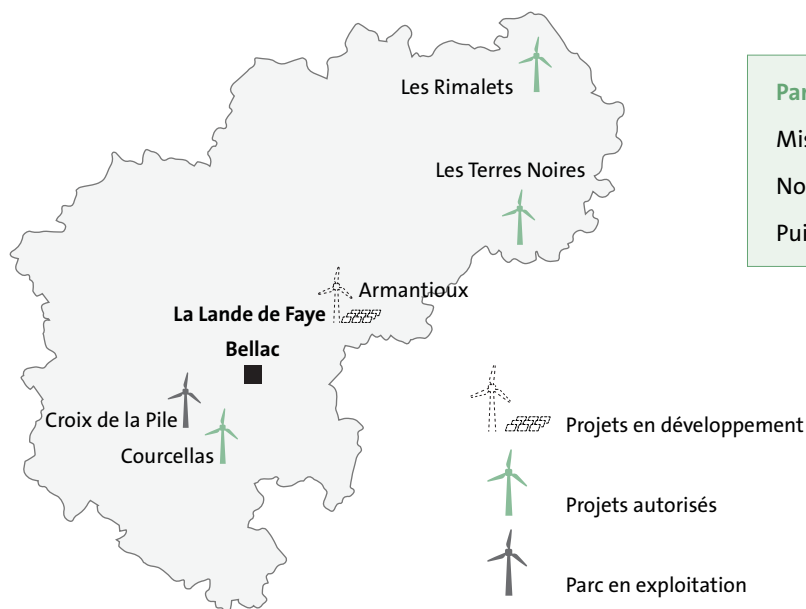 Les Rimalets
Les Terres Noires
Armantioux
La Lande de Faye
Bellac
Croix de la Pile
Courcellas
Projets en développement
Projets autorisés
Parc en exploitation